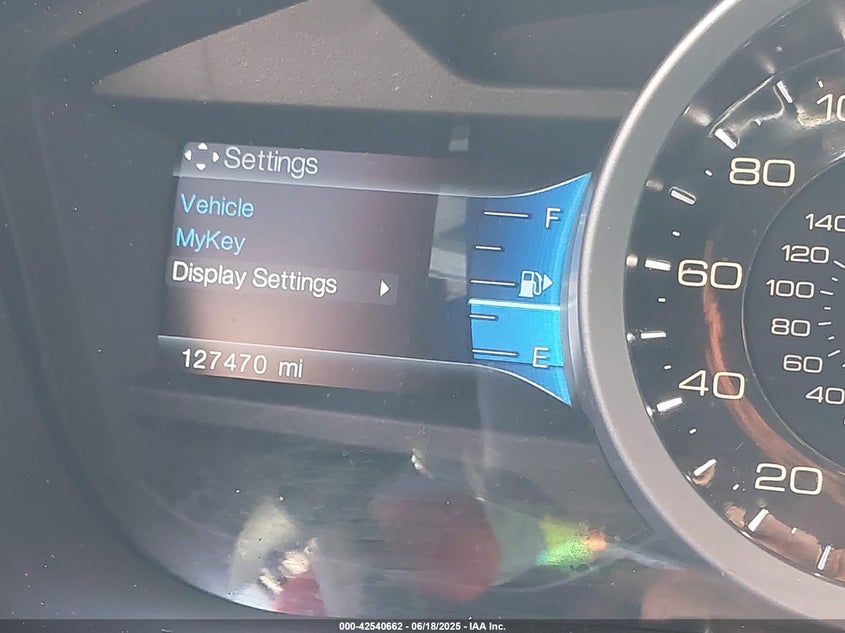 Settings
Vehicle
MyKey
Display Settings
127470 mi
F
E
80
60
40
20
140
120
100
80
60
40
000-42540662 - 06/18/2025 - IAA Inc.